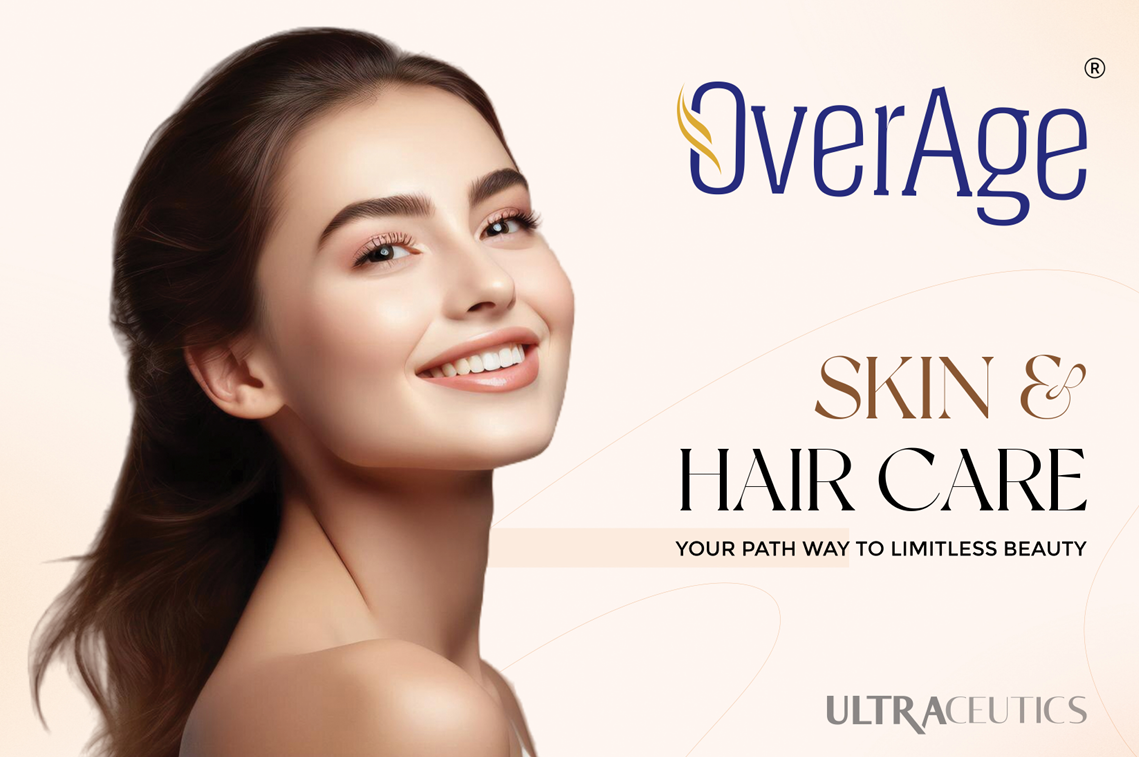 OverAge®
SKIN &
HAIR CARE
YOUR PATH WAY TO LIMITLESS BEAUTY
ULTRACEUTICS